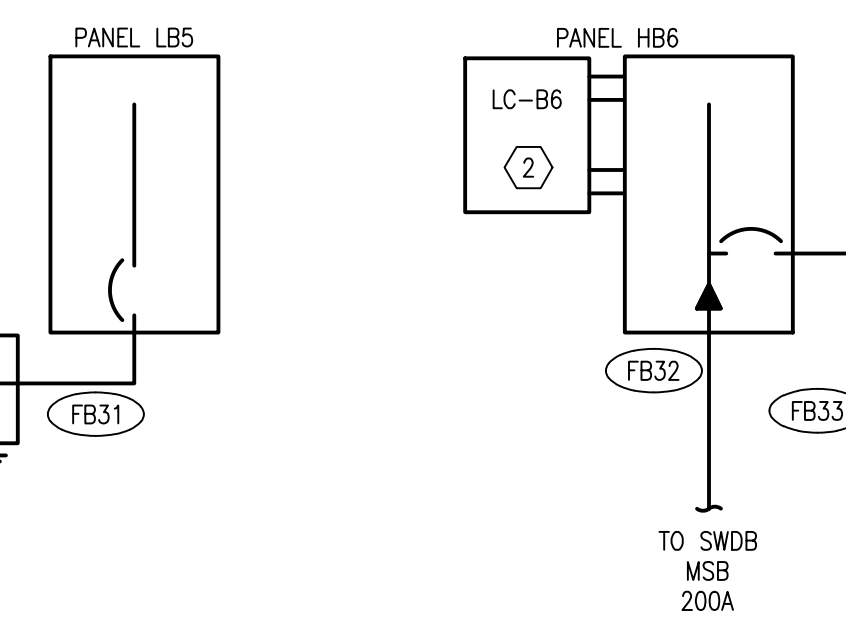 PANEL LB5
FB31
PANEL HB6
LC-B6
2
FB32
FB33
TO SWDB
MSB
200A